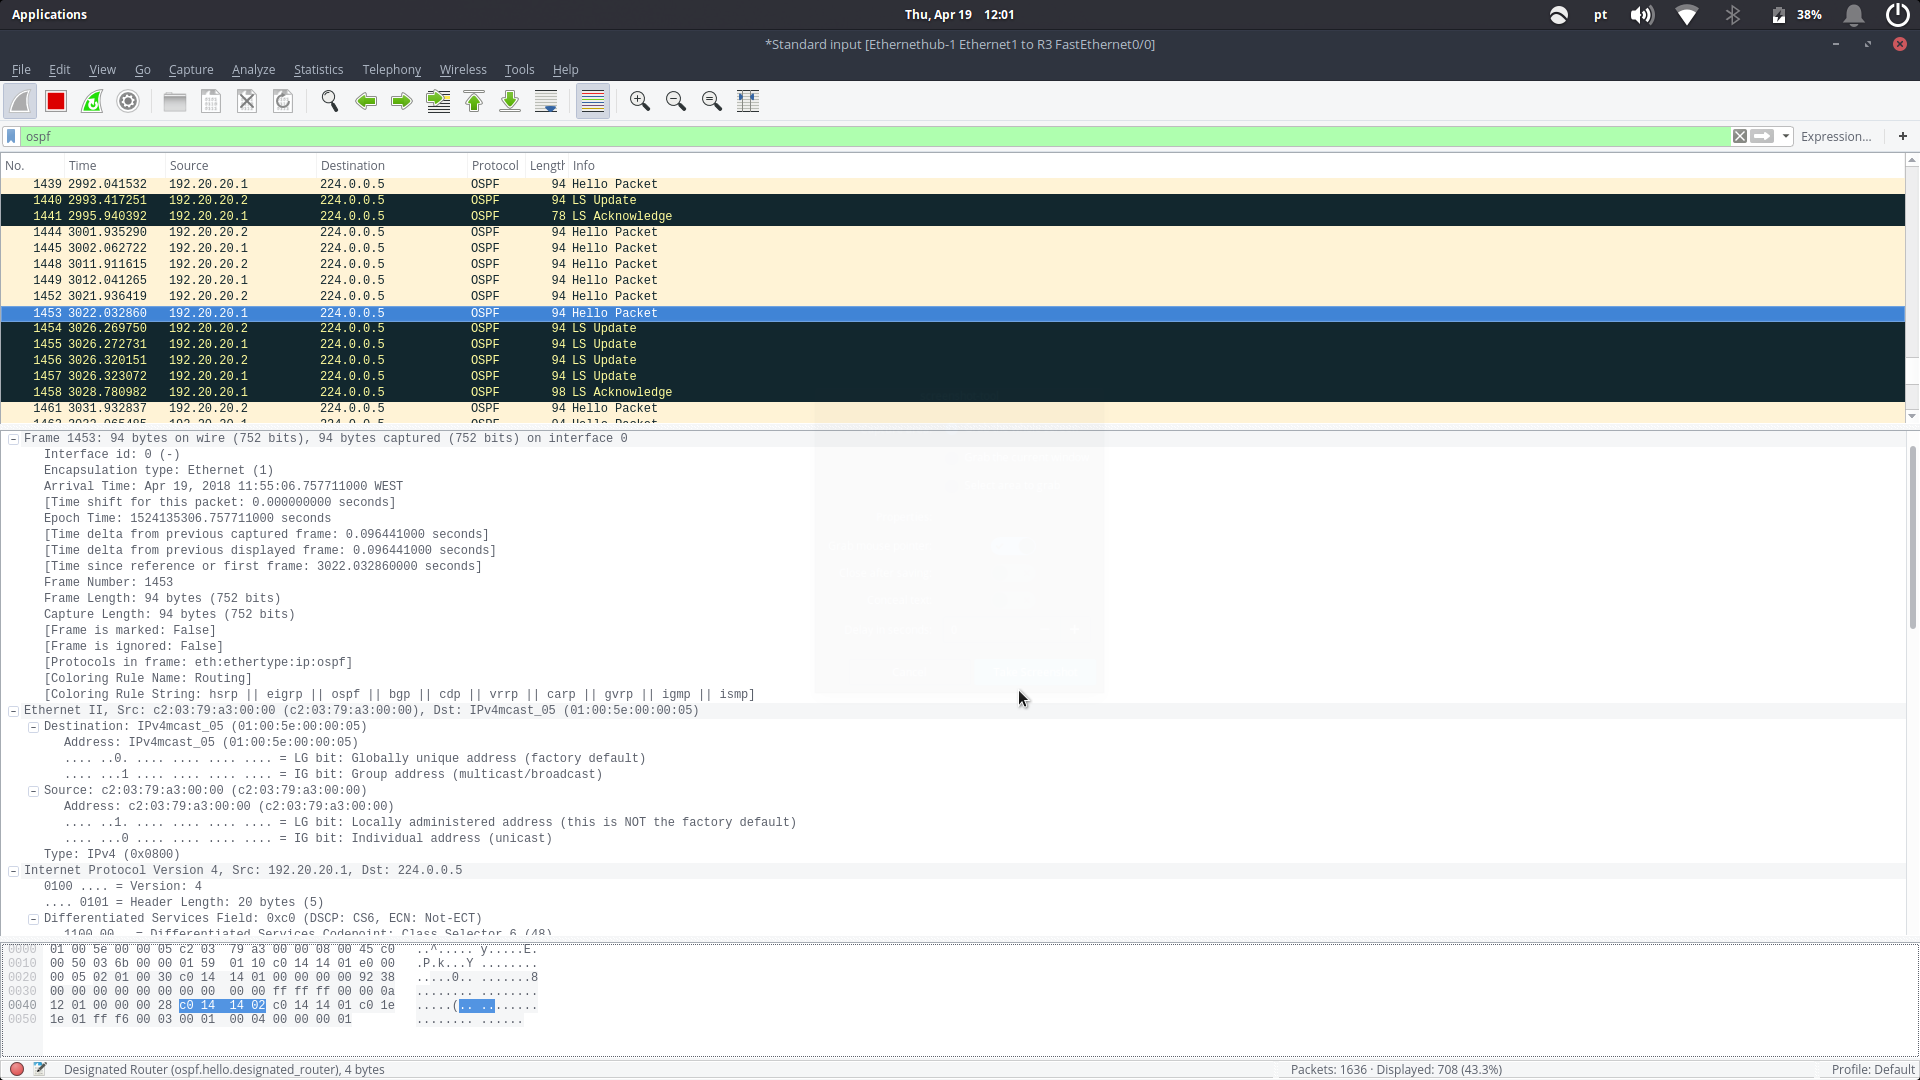 Applications
Thu, Apr 19 12:01
pt
38%
*Standard input [Ethernethub-1 Ethernet1 to R3 FastEthernet0/0]
File Edit View Go Capture Analyze Statistics Telephony Wireless Tools Help
ospf
Expression... +
No. Time Source Destination Protocol Length Info
1439 2992.041532 192.20.20.1 224.0.0.5 OSPF 94 Hello Packet
1440 2993.417251 192.20.20.2 224.0.0.5 OSPF 94 LS Update
1441 2995.940392 192.20.20.1 224.0.0.5 OSPF 78 LS Acknowledge
1444 3001.935290 192.20.20.2 224.0.0.5 OSPF 94 Hello Packet
1445 3002.062722 192.20.20.1 224.0.0.5 OSPF 94 Hello Packet
1448 3011.911615 192.20.20.2 224.0.0.5 OSPF 94 Hello Packet
1449 3012.041265 192.20.20.1 224.0.0.5 OSPF 94 Hello Packet
1452 3021.936419 192.20.20.2 224.0.0.5 OSPF 94 Hello Packet
1453 3022.032860 192.20.20.1 224.0.0.5 OSPF 94 Hello Packet
1454 3026.269750 192.20.20.2 224.0.0.5 OSPF 94 LS Update
1455 3026.272731 192.20.20.1 224.0.0.5 OSPF 94 LS Update
1456 3026.320151 192.20.20.2 224.0.0.5 OSPF 94 LS Update
1457 3026.323072 192.20.20.1 224.0.0.5 OSPF 94 LS Update
1458 3028.780982 192.20.20.1 224.0.0.5 OSPF 98 LS Acknowledge
1461 3031.932837 192.20.20.2 224.0.0.5 OSPF 94 Hello Packet
Frame 1453: 94 bytes on wire (752 bits), 94 bytes captured (752 bits) on interface 0
Interface id: 0 (-)
Encapsulation type: Ethernet (1)
Arrival Time: Apr 19, 2018 11:55:06.757711000 WEST
[Time shift for this packet: 0.000000000 seconds]
Epoch Time: 1524135306.757711000 seconds
[Time delta from previous captured frame: 0.096441000 seconds]
[Time delta from previous displayed frame: 0.096441000 seconds]
[Time since reference or first frame: 3022.032860000 seconds]
Frame Number: 1453
Frame Length: 94 bytes (752 bits)
Capture Length: 94 bytes (752 bits)
[Frame is marked: False]
[Frame is ignored: False]
[Protocols in frame: eth:ethertype:ip:ospf]
[Coloring Rule Name: Routing]
[Coloring Rule String: hsrp || eigrp || ospf || bgp || cdp || vrrp || carp || gvrp || igmp || ismp]
Ethernet II, Src: c2:03:79:a3:00:00 (c2:03:79:a3:00:00), Dst: IPv4mcast_05 (01:00:5e:00:00:05)
Destination: IPv4mcast_05 (01:00:5e:00:00:05)
Address: IPv4mcast_05 (01:00:5e:00:00:05)
.... ..0. .... .... .... .... = LG bit: Globally unique address (factory default)
.... ...1 .... .... .... .... = IG bit: Group address (multicast/broadcast)
Source: c2:03:79:a3:00:00 (c2:03:79:a3:00:00)
Address: c2:03:79:a3:00:00 (c2:03:79:a3:00:00)
.... ..1. .... .... .... .... = LG bit: Locally administered address (this is NOT the factory default)
.... ...0 .... .... .... .... = IG bit: Individual address (unicast)
Type: IPv4 (0x0800)
Internet Protocol Version 4, Src: 192.20.20.1, Dst: 224.0.0.5
0100 .... = Version: 4
.... 0101 = Header Length: 20 bytes (5)
Differentiated Services Field: 0xc0 (DSCP: CS6, ECN: Not-ECT)
1100 00.. = Differentiated Services Codepoint: Class Selector 6 (48)
0000 01 00 5e 00 00 05 c2 03 79 a3 00 00 08 00 45 c0 ..^..... y.....E.
0010 00 50 03 6b 00 00 01 59 01 10 c0 14 14 01 e0 00 .P.k...Y ........
0020 00 05 02 01 00 30 c0 14 14 01 00 00 00 00 92 38 .....0.. .......8
0030 00 00 00 00 00 00 00 00 00 00 ff ff ff 00 00 0a ........ ........
0040 12 01 00 00 00 28 c0 14 14 02 c0 14 14 01 c0 1e .....(.. ........
0050 1e 01 ff f6 00 03 00 01 00 04 00 00 00 01 ........ ......
Designated Router (ospf.hello.designated_router), 4 bytes
Packets: 1636 · Displayed: 708 (43.3%)
Profile: Default